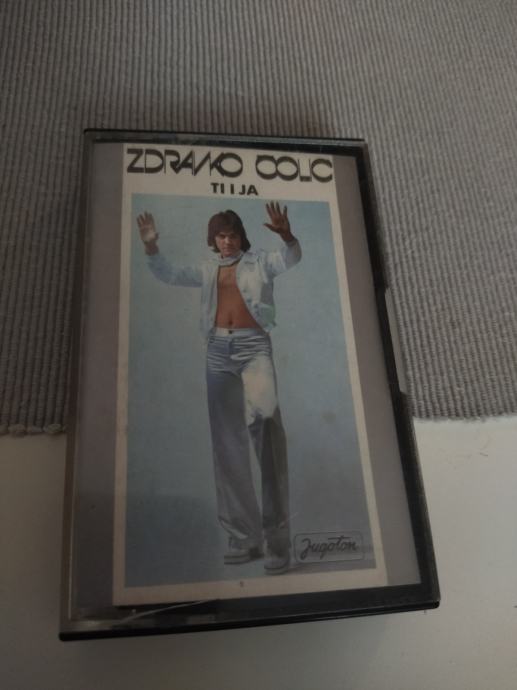 ZDRAVKO ČOLIĆ
TI I JA
Jugoton